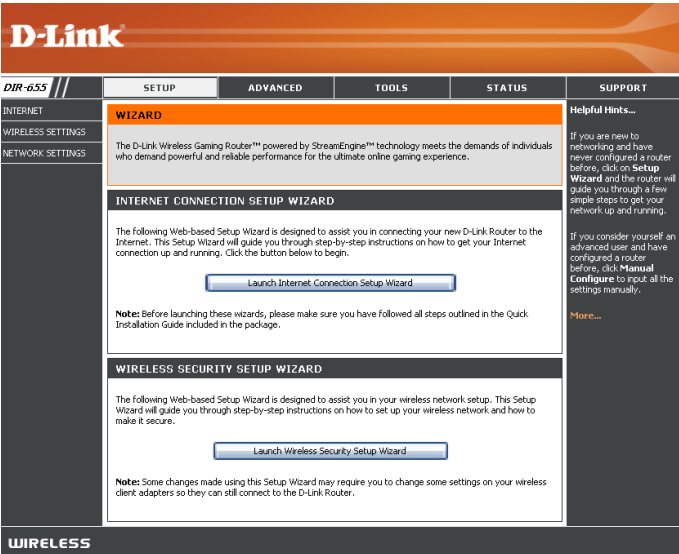 D-Link
DIR-655
SETUP
ADVANCED
TOOLS
STATUS
SUPPORT
INTERNET
WIRELESS SETTINGS
NETWORK SETTINGS
WIZARD
The D-Link Wireless Gaming Router™ powered by StreamEngine™ technology meets the demands of individuals
who demand powerful and reliable performance for the ultimate online gaming experience.
INTERNET CONNECTION SETUP WIZARD
The following Web-based Setup Wizard is designed to assist you in connecting your new D-Link Router to the
Internet. This Setup Wizard will guide you through step-by-step instructions on how to get your Internet
connection up and running. Click the button below to begin.
Launch Internet Connection Setup Wizard
Note: Before launching these wizards, please make sure you have followed all steps outlined in the Quick
Installation Guide included in the package.
WIRELESS SECURITY SETUP WIZARD
The following Web-based Setup Wizard is designed to assist you in your wireless network setup. This Setup
Wizard will guide you through step-by-step instructions on how to set up your wireless network and how to
make it secure.
Launch Wireless Security Setup Wizard
Note: Some changes made using this Setup Wizard may require you to change some settings on your wireless
client adapters so they can still connect to the D-Link Router.
Helpful Hints...
If you are new to
networking and have
never configured a router
before, click on Setup
Wizard and the router will
guide you through a few
simple steps to get your
network up and running.
If you consider yourself an
advanced user and have
configured a router
before, click Manual
Configure to input all the
settings manually.
More...
WIRELESS